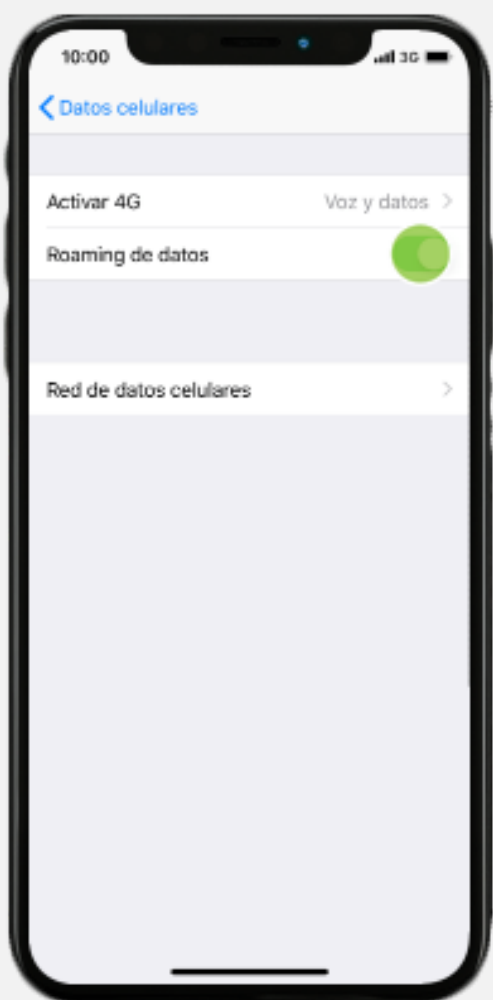 10:00 3G
Datos celulares
Activar 4G Voz y datos
Roaming de datos
Red de datos celulares